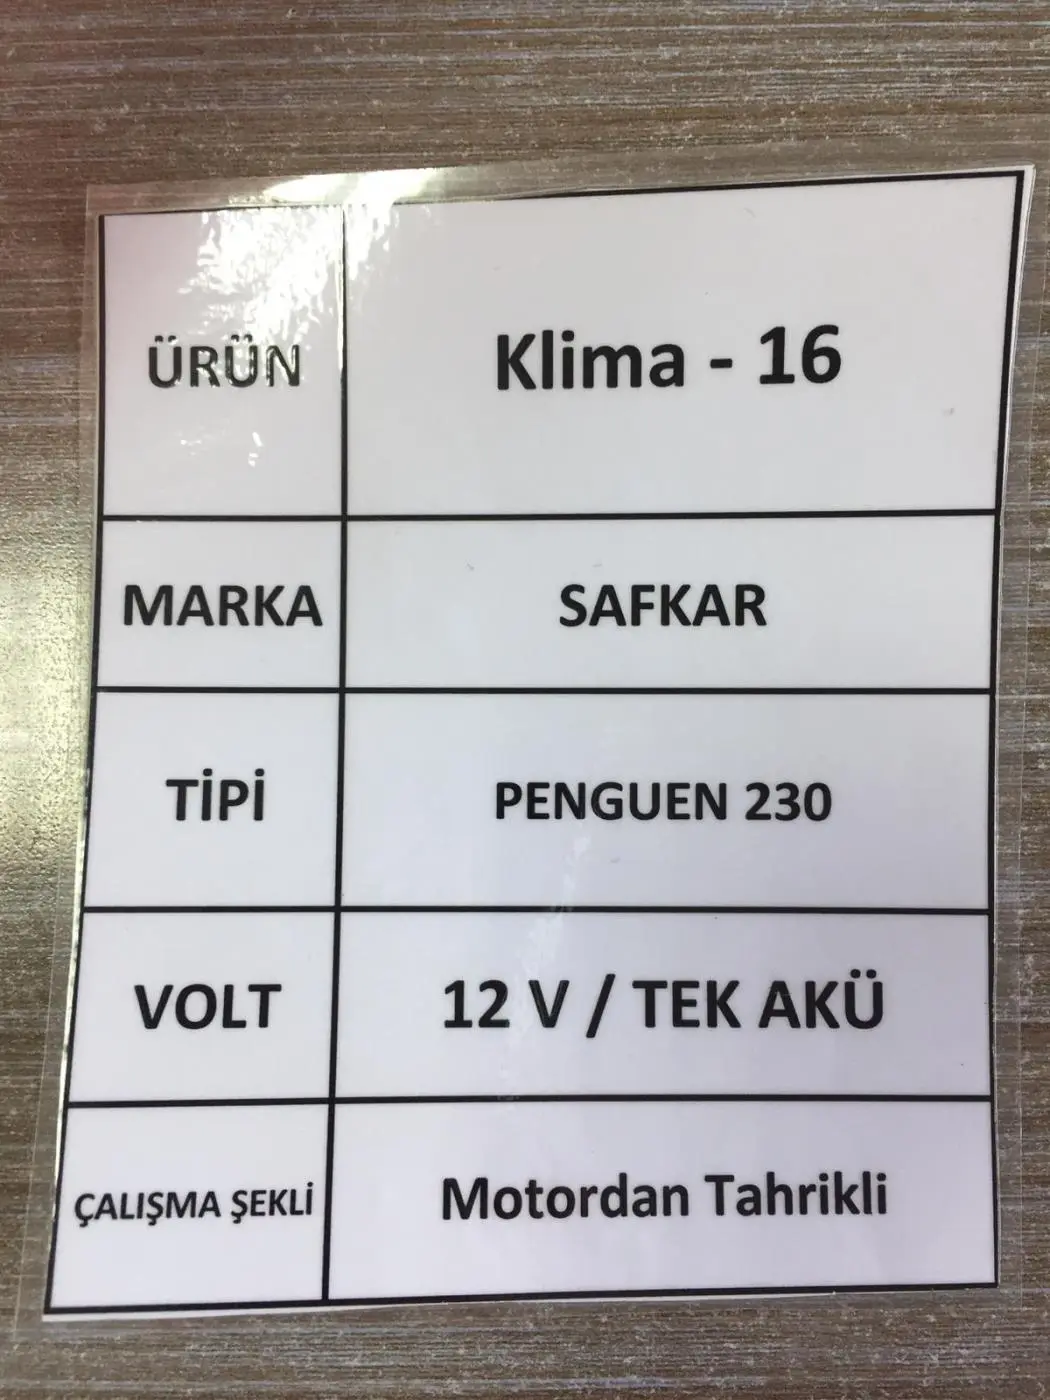 ÜRÜN Klima - 16
MARKA SAFKAR
TİPİ PENGUEN 230
VOLT 12 V / TEK AKÜ
ÇALIŞMA ŞEKLİ Motordan Tahrikli